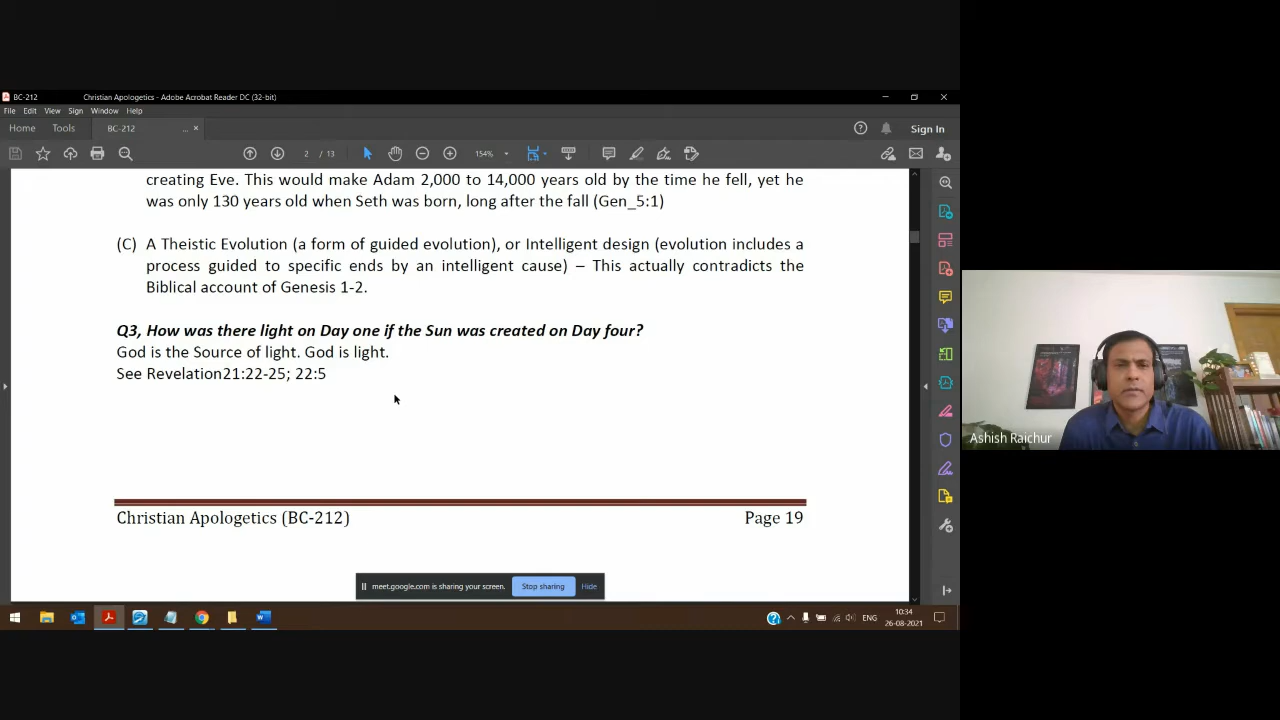 BC-212 Christian Apologetics - Adobe Acrobat Reader DC (32-bit)
File Edit View Sign Window Help
Home Tools BC-212 ... × Sign In
2 / 13 154%
creating Eve. This would make Adam 2,000 to 14,000 years old by the time he fell, yet he
was only 130 years old when Seth was born, long after the fall (Gen_5:1)
(C) A Theistic Evolution (a form of guided evolution), or Intelligent design (evolution includes a
process guided to specific ends by an intelligent cause) – This actually contradicts the
Biblical account of Genesis 1-2.
Q3, How was there light on Day one if the Sun was created on Day four?
God is the Source of light. God is light.
See Revelation21:22-25; 22:5
Christian Apologetics (BC-212) Page 19
meet.google.com is sharing your screen. Stop sharing Hide
ENG 10:34
26-08-2021
Ashish Raichur